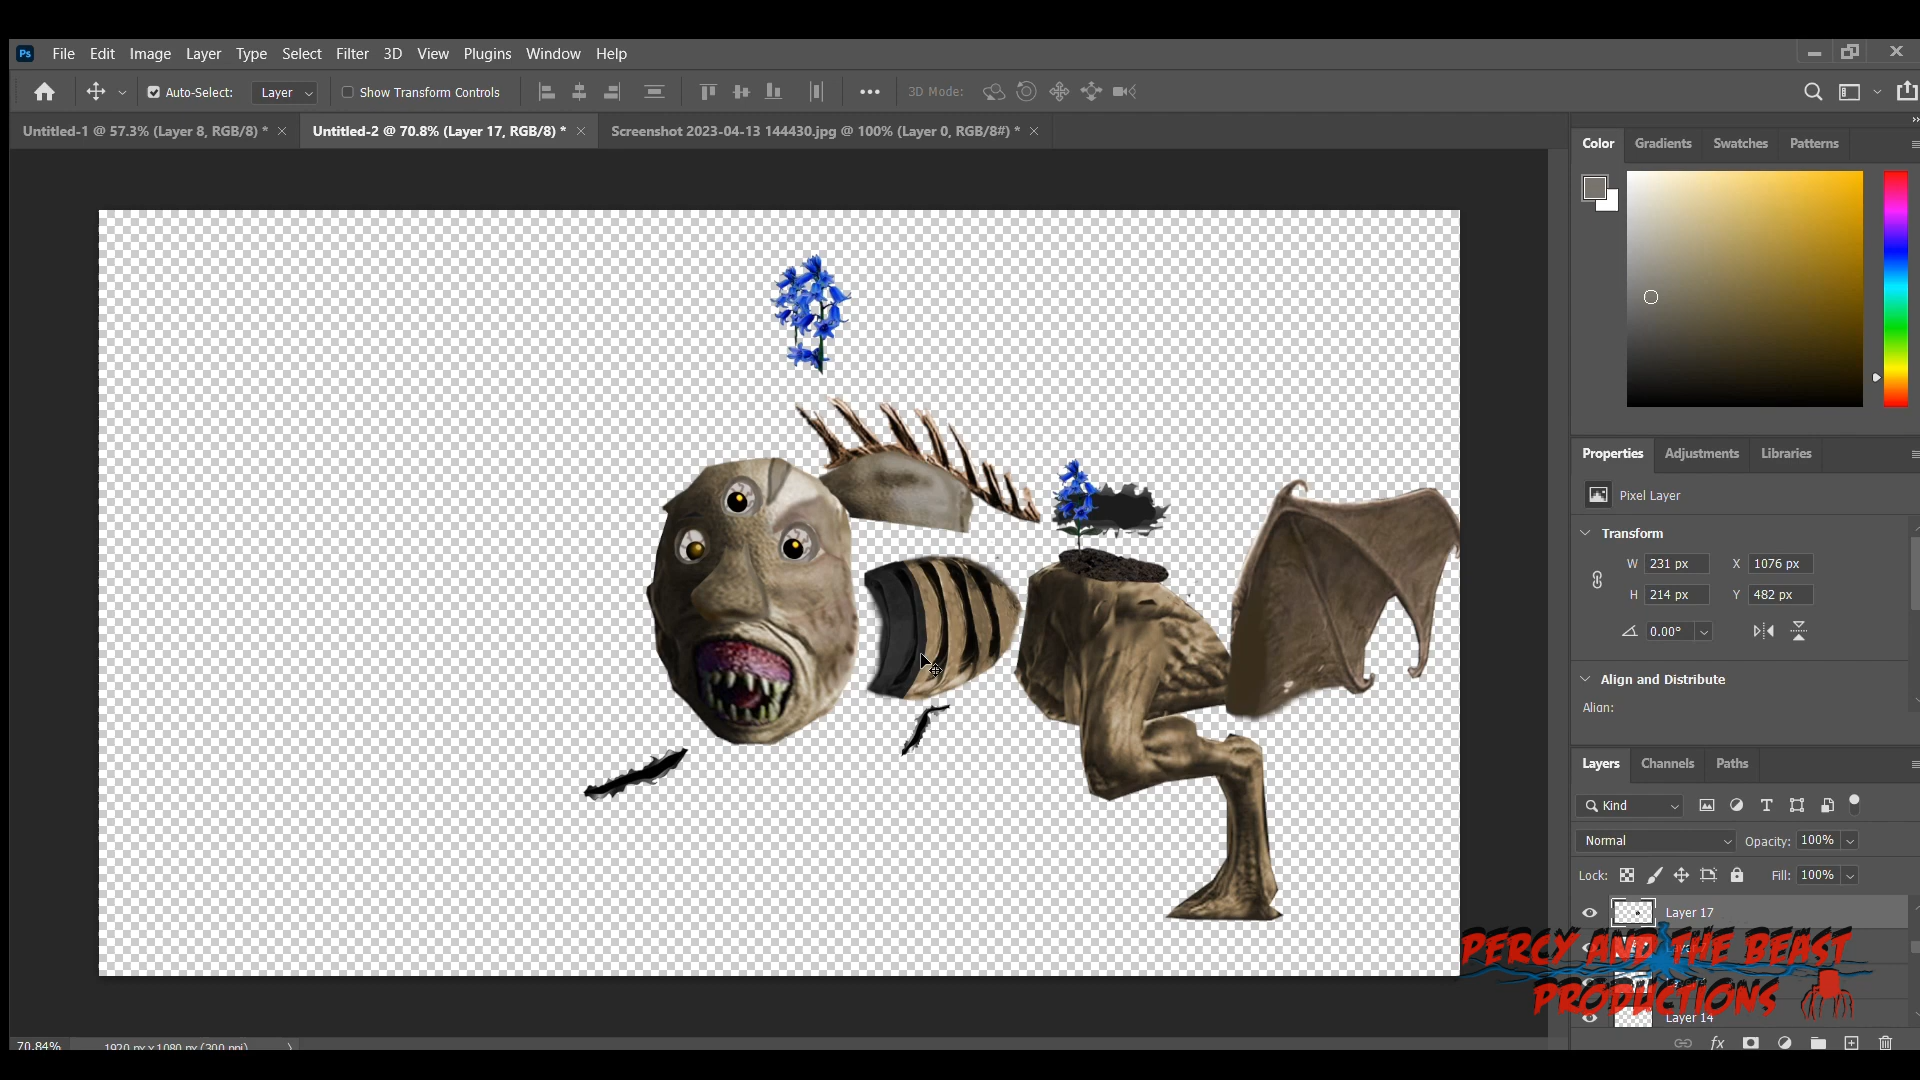 Ps File Edit Image Layer Type Select Filter 3D View Plugins Window Help
Auto-Select: Layer Show Transform Controls 3D Mode:
Untitled-1 @ 57.3% (Layer 8, RGB/8) * Untitled-2 @ 70.8% (Layer 17, RGB/8) * Screenshot 2023-04-13 144430.jpg @ 100% (Layer 0, RGB/8#) *
Color Gradients Swatches Patterns
Properties Adjustments Libraries
Pixel Layer
Transform
W 231 px X 1076 px
H 214 px Y 482 px
0.00°
Align and Distribute
Align:
Layers Channels Paths
Kind
Normal Opacity: 100%
Lock: Fill: 100%
Layer 17
PERCY AND THE BEAST
PRODUCTIONS
Layer 14
fx
70.84% 1920 px x 1080 px (300 ppi)